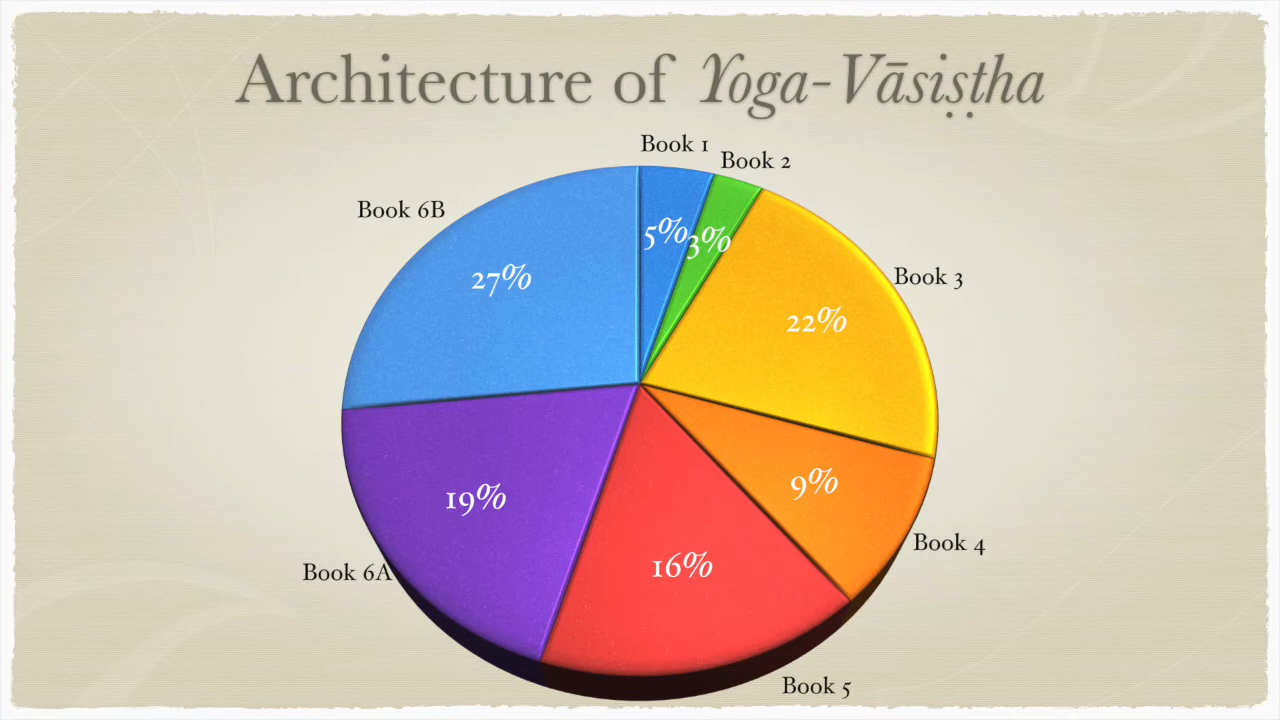 Architecture of Yoga-Vāsiṣṭha
Book 1
Book 2
Book 6B
5%
3%
27%
Book 3
22%
9%
19%
Book 4
16%
Book 6A
Book 5